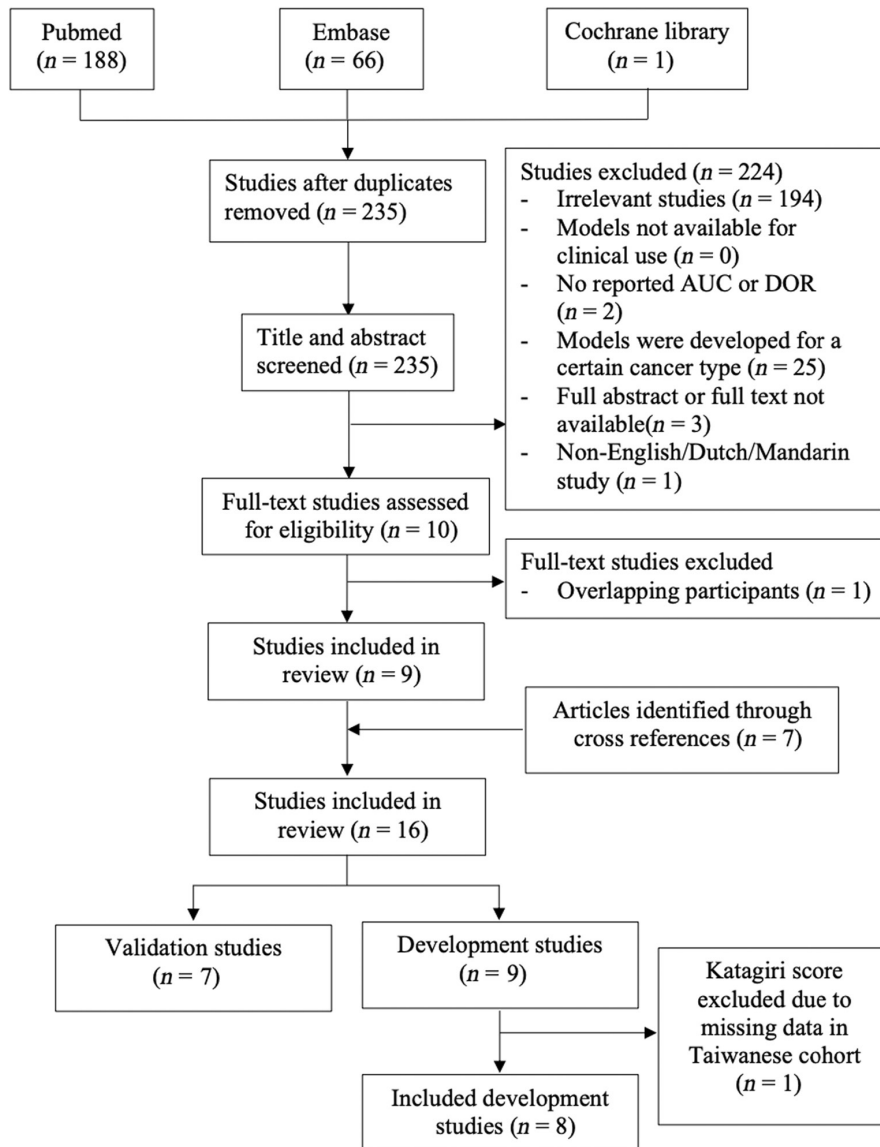 Pubmed
(n = 188)
Embase
(n = 66)
Cochrane library
(n = 1)
Studies after duplicates
removed (n = 235)
Studies excluded (n = 224)
- Irrelevant studies (n = 194)
- Models not available for
clinical use (n = 0)
- No reported AUC or DOR
(n = 2)
- Models were developed for a
certain cancer type (n = 25)
- Full abstract or full text not
available(n = 3)
- Non-English/Dutch/Mandarin
study (n = 1)
Title and abstract
screened (n = 235)
Full-text studies assessed
for eligibility (n = 10)
Full-text studies excluded
- Overlapping participants (n = 1)
Studies included in
review (n = 9)
Articles identified through
cross references (n = 7)
Studies included in
review (n = 16)
Validation studies
(n = 7)
Development studies
(n = 9)
Katagiri score
excluded due to
missing data in
Taiwanese cohort
(n = 1)
Included development
studies (n = 8)